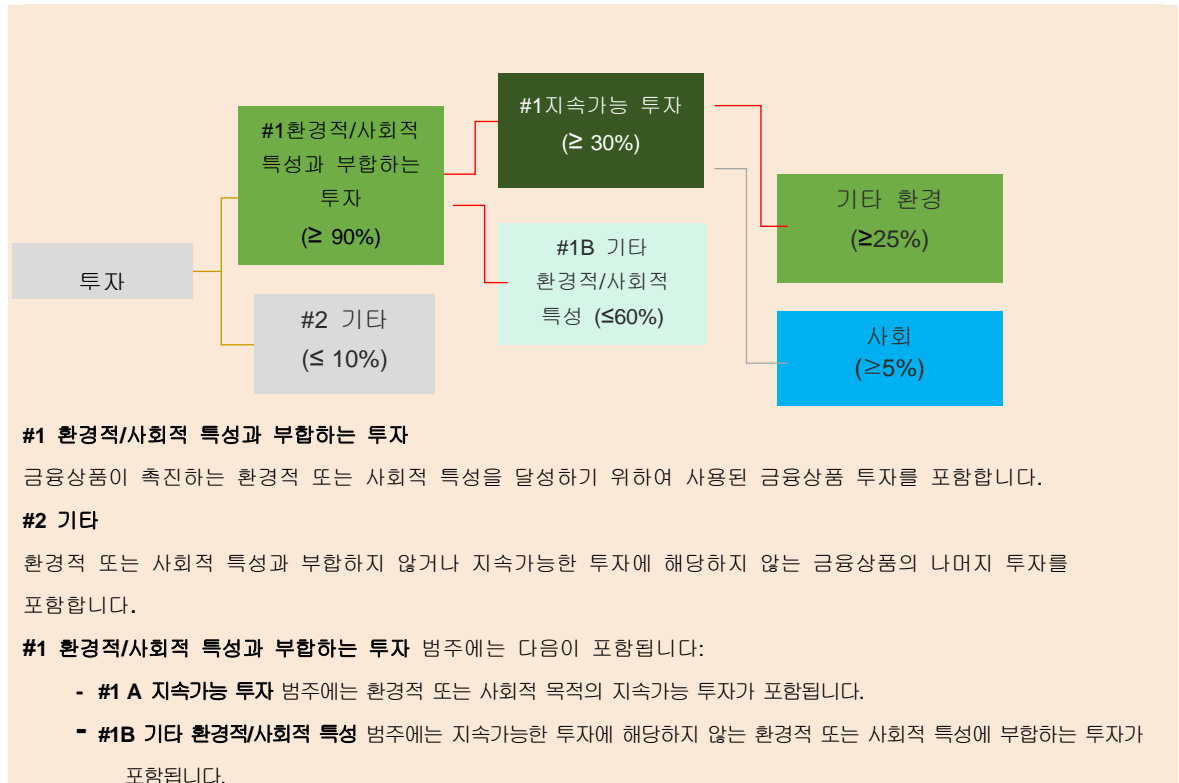 #1환경적/사회적
특성과 부합하는
투자
(≥ 90%)
#1지속가능 투자
(≥ 30%)
기타 환경
(≥25%)
#1B 기타
환경적/사회적
특성 (≤60%)
투자
#2 기타
(≤ 10%)
사회
(≥5%)
#1 환경적/사회적 특성과 부합하는 투자
금융상품이 촉진하는 환경적 또는 사회적 특성을 달성하기 위하여 사용된 금융상품 투자를 포함합니다.
#2 기타
환경적 또는 사회적 특성과 부합하지 않거나 지속가능한 투자에 해당하지 않는 금융상품의 나머지 투자를
포함합니다.
#1 환경적/사회적 특성과 부합하는 투자 범주에는 다음이 포함됩니다:
- #1 A 지속가능 투자 범주에는 환경적 또는 사회적 목적의 지속가능 투자가 포함됩니다.
- #1B 기타 환경적/사회적 특성 범주에는 지속가능한 투자에 해당하지 않는 환경적 또는 사회적 특성에 부합하는 투자가
포함됩니다.